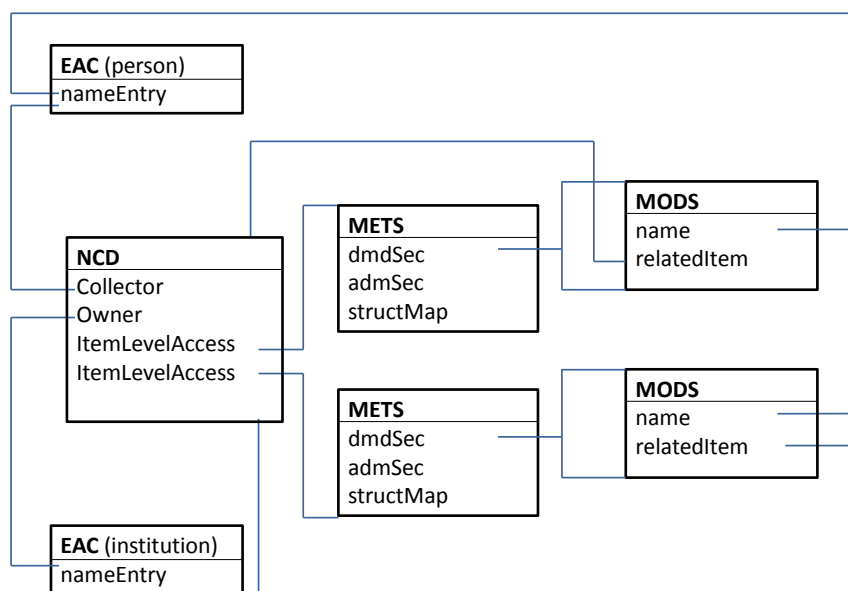 EAC (person)
nameEntry
NCD
Collector
Owner
ItemLevelAccess
ItemLevelAccess
METS
dmdSec
admSec
structMap
MODS
name
relatedItem
METS
dmdSec
admSec
structMap
MODS
name
relatedItem
EAC (institution)
nameEntry